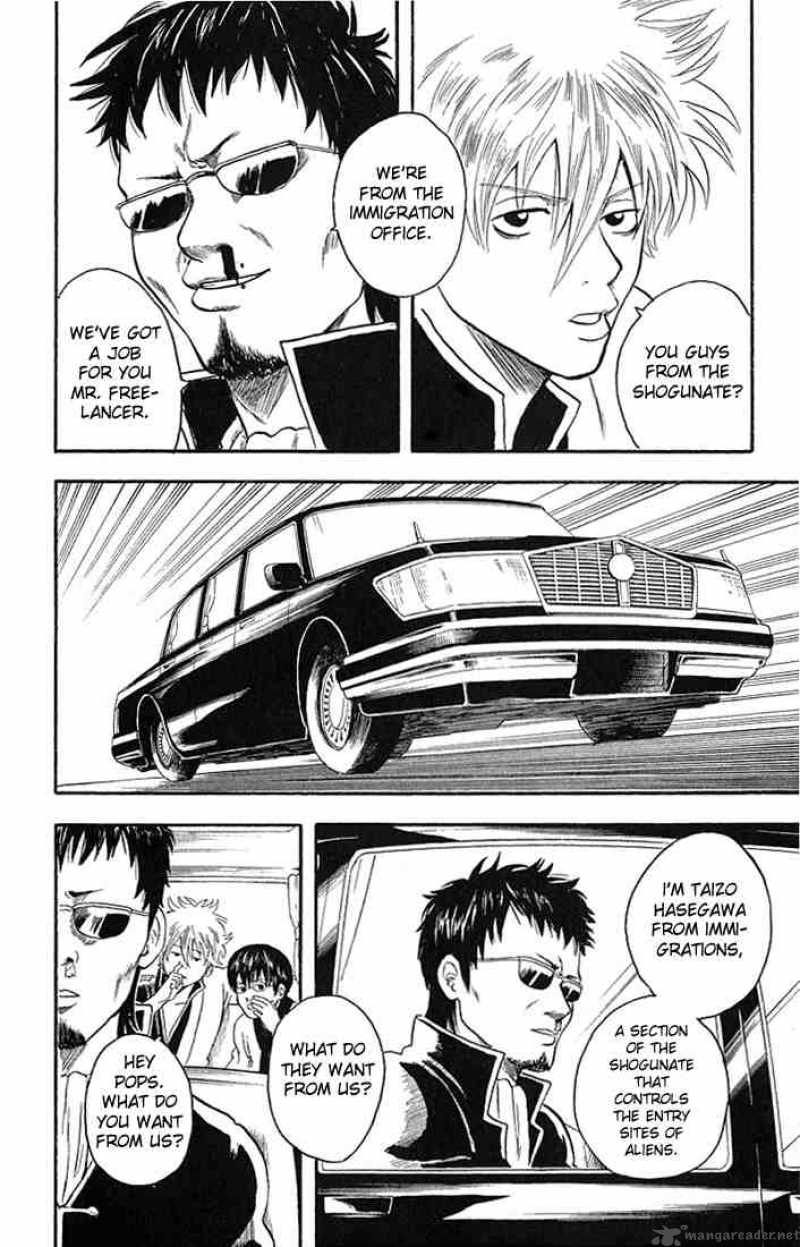 YOU GUYS
FROM THE
SHOGUNATE?
WE'RE
FROM THE
IMMIGRATION
OFFICE.
WE'VE GOT
A JOB
FOR YOU
MR. FREE-
LANCER.
I'M TAIZO
HASEGAWA
FROM IMMI-
GRATIONS,
A SECTION
OF THE
SHOGUNATE
THAT
CONTROLS
THE ENTRY
SITES OF
ALIENS.
WHAT DO
THEY WANT
FROM US?
HEY
POPS.
WHAT DO
YOU WANT
FROM US?
mangareader.net